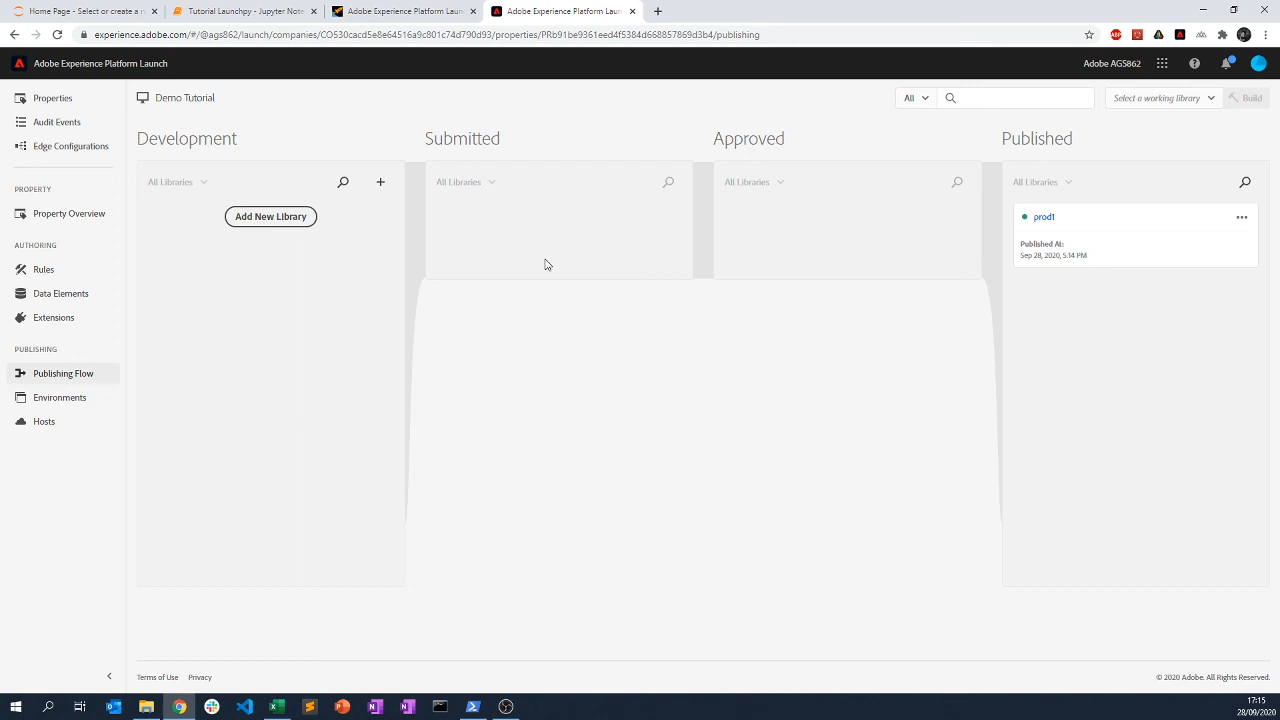 Home Page - Select or create a n
Tutorial Launchpy - Jupyter Note
Adobe Experience Platform Laun
Adobe Experience Platform Laun
experience.adobe.com/#/@ags862/launch/companies/CO530cacd5e8e64516a9c801c74d790d93/properties/PRb91be9361eed4f5384d668857869d3b4/publishing
Adobe Experience Platform Launch
Adobe AGS862
Properties
Audit Events
Edge Configurations
PROPERTY
Property Overview
AUTHORING
Rules
Data Elements
Extensions
PUBLISHING
Publishing Flow
Environments
Hosts
Demo Tutorial
All
Select a working library
Build
Development
Submitted
Approved
Published
All Libraries
All Libraries
All Libraries
All Libraries
Add New Library
prod1
Published At:
Sep 28, 2020, 5:14 PM
Terms of Use
Privacy
© 2020 Adobe. All Rights Reserved.
17:15
28/09/2020